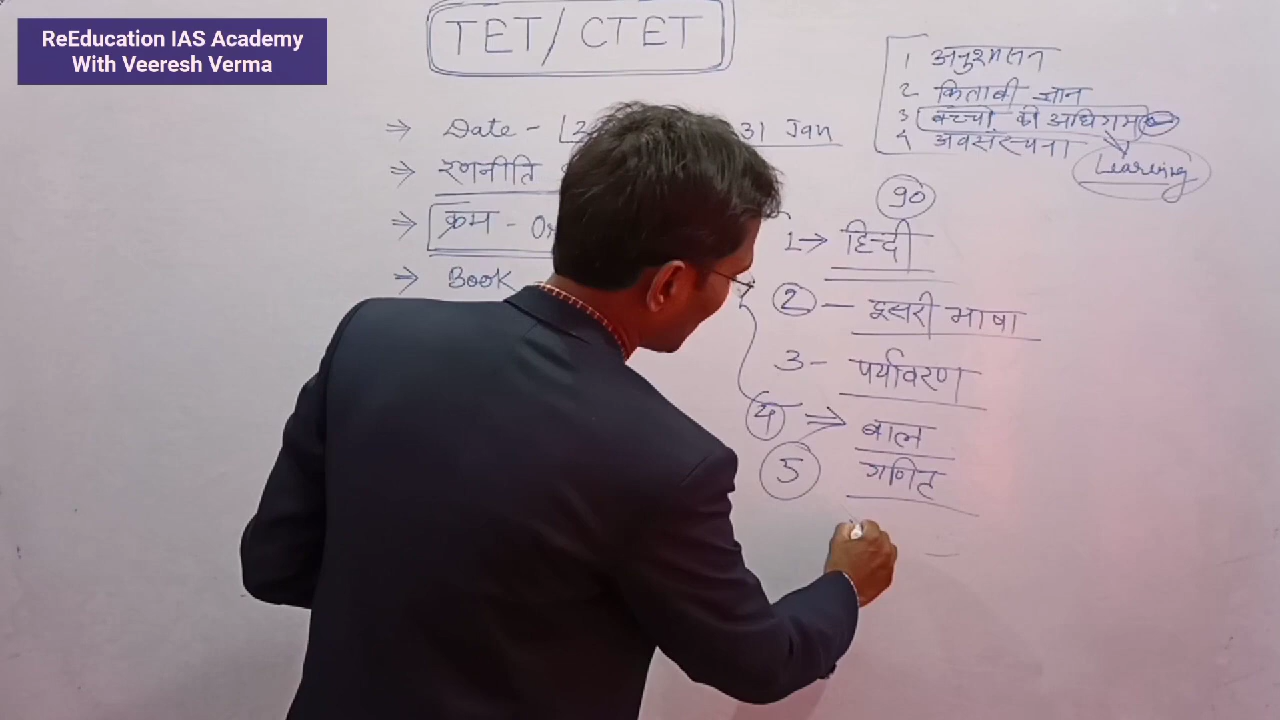 ReEducation IAS Academy
With Veeresh Verma
TET/CTET
1 अनुशासन
2 किताबी ज्ञान
3 बच्चो की अधिगम
4 अवसंरचना
Learning
⇒ Date - 31 Jan
⇒ रणनीति
⇒ क्रम -
⇒ Book
90
1→ हिन्दी
2 — दूसरी भाषा
3 - पर्यावरण
4 ⇒ बाल
5 गणित